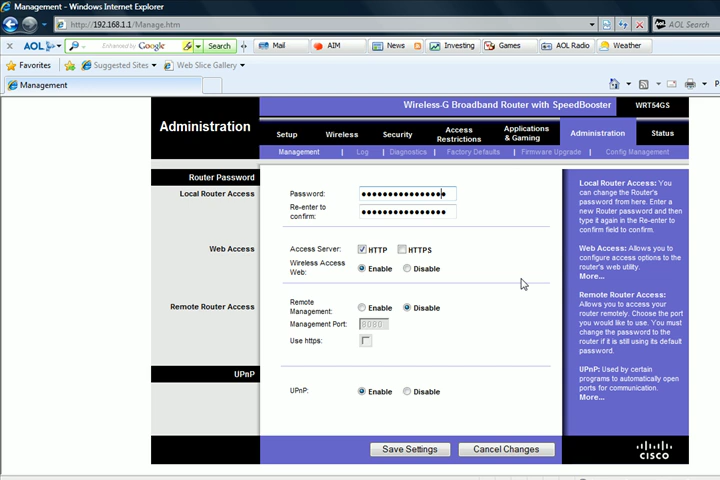 Management - Windows Internet Explorer
http://192.168.1.1/Manage.htm
AOL Search
AOL
Enhanced by Google
Search
Mail
AIM
News
Investing
Games
AOL Radio
Weather
Favorites
Suggested Sites
Web Slice Gallery
Management
P
Wireless-G Broadband Router with SpeedBooster
WRT54GS
Administration
Setup
Wireless
Security
Access Restrictions
Applications & Gaming
Administration
Status
Management
Log
Diagnostics
Factory Defaults
Firmware Upgrade
Config Management
Router Password
Local Router Access
Password:
Re-enter to confirm:
Web Access
Access Server:
HTTP
HTTPS
Wireless Access Web:
Enable
Disable
Remote Router Access
Remote Management:
Enable
Disable
Management Port:
8080
Use https:
UPnP
UPnP:
Enable
Disable
Local Router Access: You
can change the Router's
password from here. Enter a
new Router password and then
type it again in the Re-enter
to confirm field to confirm.
Web Access: Allows you to
configure access options to the
router's web utility.
More...
Remote Router Access:
Allows you to access your
router remotely. Choose the port
you would like to use. You must
change the password to the
router if it is still using its default
password.
UPnP: Used by certain
programs to automatically open
ports for communication.
More...
Save Settings
Cancel Changes
CISCO